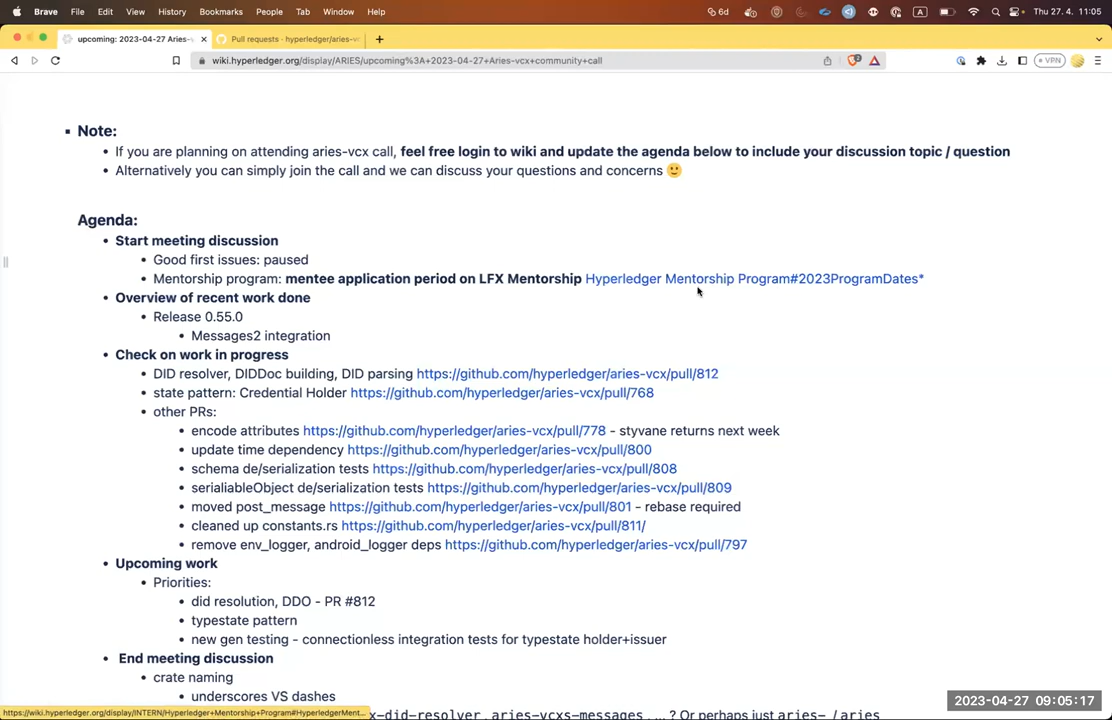 Brave File Edit View History Bookmarks People Tab Window Help 6d A Thu 27. 4. 11:05
upcoming: 2023-04-27 Aries- Pull requests · hyperledger/aries-vc
wiki.hyperledger.org/display/ARIES/upcoming%3A+2023-04-27+Aries-vcx+community+call VPN
Note:
If you are planning on attending aries-vcx call, feel free login to wiki and update the agenda below to include your discussion topic / question
Alternatively you can simply join the call and we can discuss your questions and concerns 🙂
Agenda:
Start meeting discussion
Good first issues: paused
Mentorship program: mentee application period on LFX Mentorship Hyperledger Mentorship Program#2023ProgramDates*
Overview of recent work done
Release 0.55.0
Messages2 integration
Check on work in progress
DID resolver, DIDDoc building, DID parsing https://github.com/hyperledger/aries-vcx/pull/812
state pattern: Credential Holder https://github.com/hyperledger/aries-vcx/pull/768
other PRs:
encode attributes https://github.com/hyperledger/aries-vcx/pull/778 - styvane returns next week
update time dependency https://github.com/hyperledger/aries-vcx/pull/800
schema de/serialization tests https://github.com/hyperledger/aries-vcx/pull/808
serialiableObject de/serialization tests https://github.com/hyperledger/aries-vcx/pull/809
moved post_message https://github.com/hyperledger/aries-vcx/pull/801 - rebase required
cleaned up constants.rs https://github.com/hyperledger/aries-vcx/pull/811/
remove env_logger, android_logger deps https://github.com/hyperledger/aries-vcx/pull/797
Upcoming work
Priorities:
did resolution, DDO - PR #812
typestate pattern
new gen testing - connectionless integration tests for typestate holder+issuer
End meeting discussion
crate naming
underscores VS dashes
x-did-resolver, aries-vcxs-messages, ... ? Or perhaps just aries- / aries
https://wiki.hyperledger.org/display/INTERN/Hyperledger+Mentorship+Program#HyperledgerMent...
2023-04-27 09:05:17